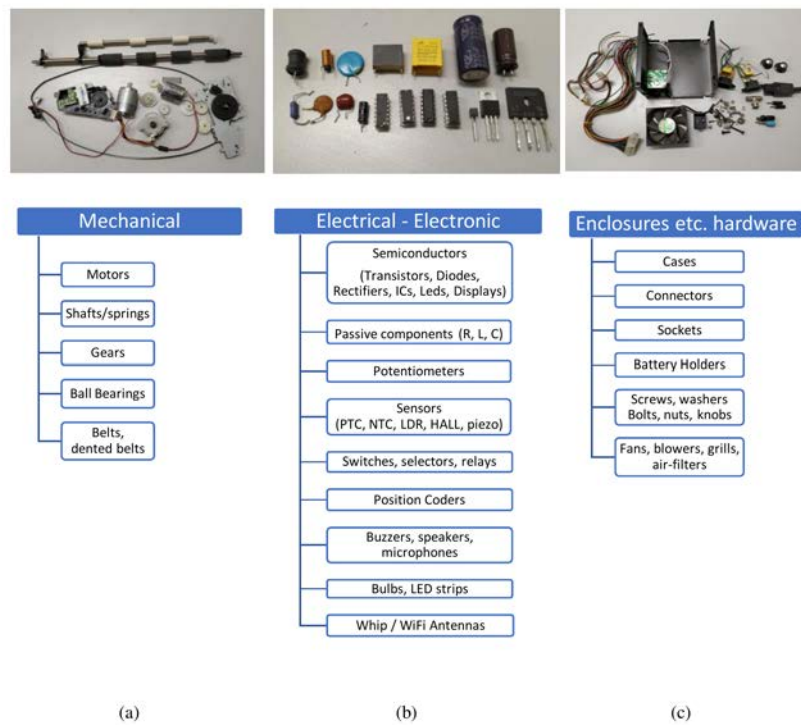 Mechanical
Motors
Shafts/springs
Gears
Ball Bearings
Belts,
dented belts
Electrical - Electronic
Semiconductors
(Transistors, Diodes,
Rectifiers, ICs, Leds, Displays)
Passive components (R, L, C)
Potentiometers
Sensors
(PTC, NTC, LDR, HALL, piezo)
Switches, selectors, relays
Position Coders
Buzzers, speakers,
microphones
Bulbs, LED strips
Whip / WiFi Antennas
Enclosures etc. hardware
Cases
Connectors
Sockets
Battery Holders
Screws, washers
Bolts, nuts, knobs
Fans, blowers, grills,
air-filters
(a)
(b)
(c)